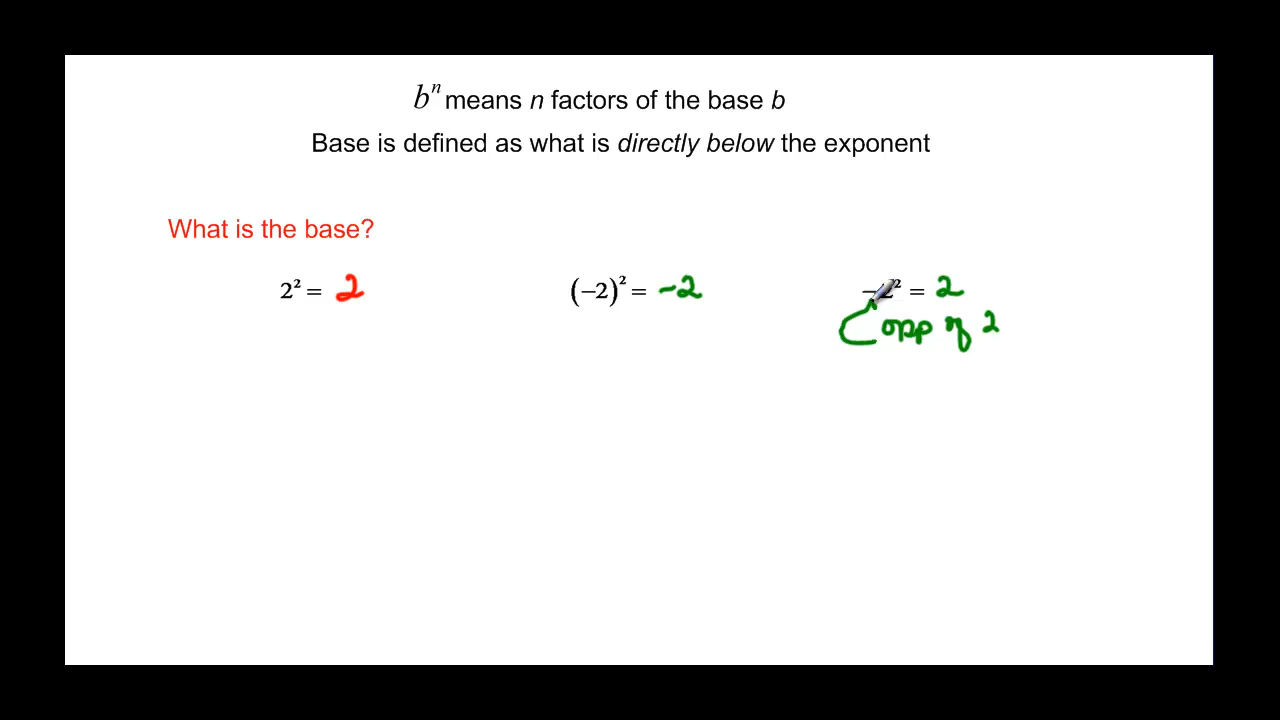 bⁿ means n factors of the base b
Base is defined as what is directly below the exponent
What is the base?
2² = 2
(−2)² = -2
−2² = 2
opp of 2